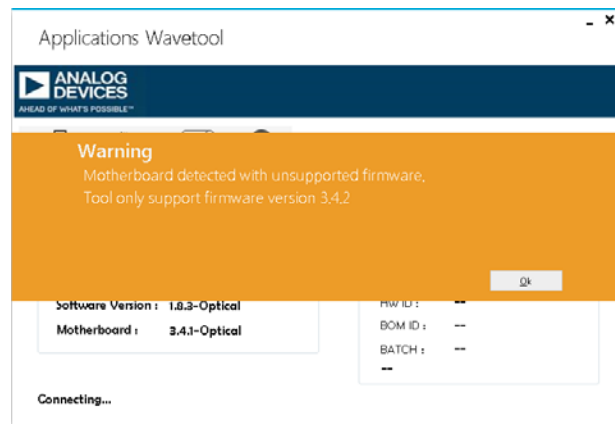 Applications Wavetool
ANALOG
DEVICES
AHEAD OF WHAT'S POSSIBLE™
Warning
Motherboard detected with unsupported firmware,
Tool only support firmware version 3.4.2
Ok
Software Version : 1.8.3-Optical
Motherboard : 3.4.1-Optical
HW ID : --
BOM ID : --
BATCH : --
--
Connecting...